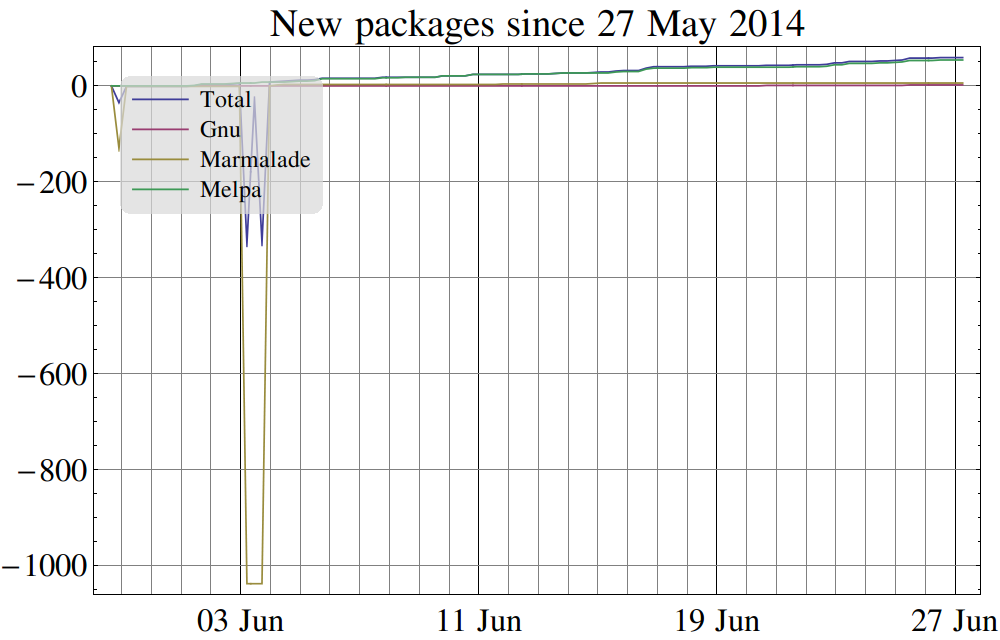 New packages since 27 May 2014
0
−200
−400
−600
−800
−1000
Total
Gnu
Marmalade
Melpa
03 Jun 11 Jun 19 Jun 27 Jun